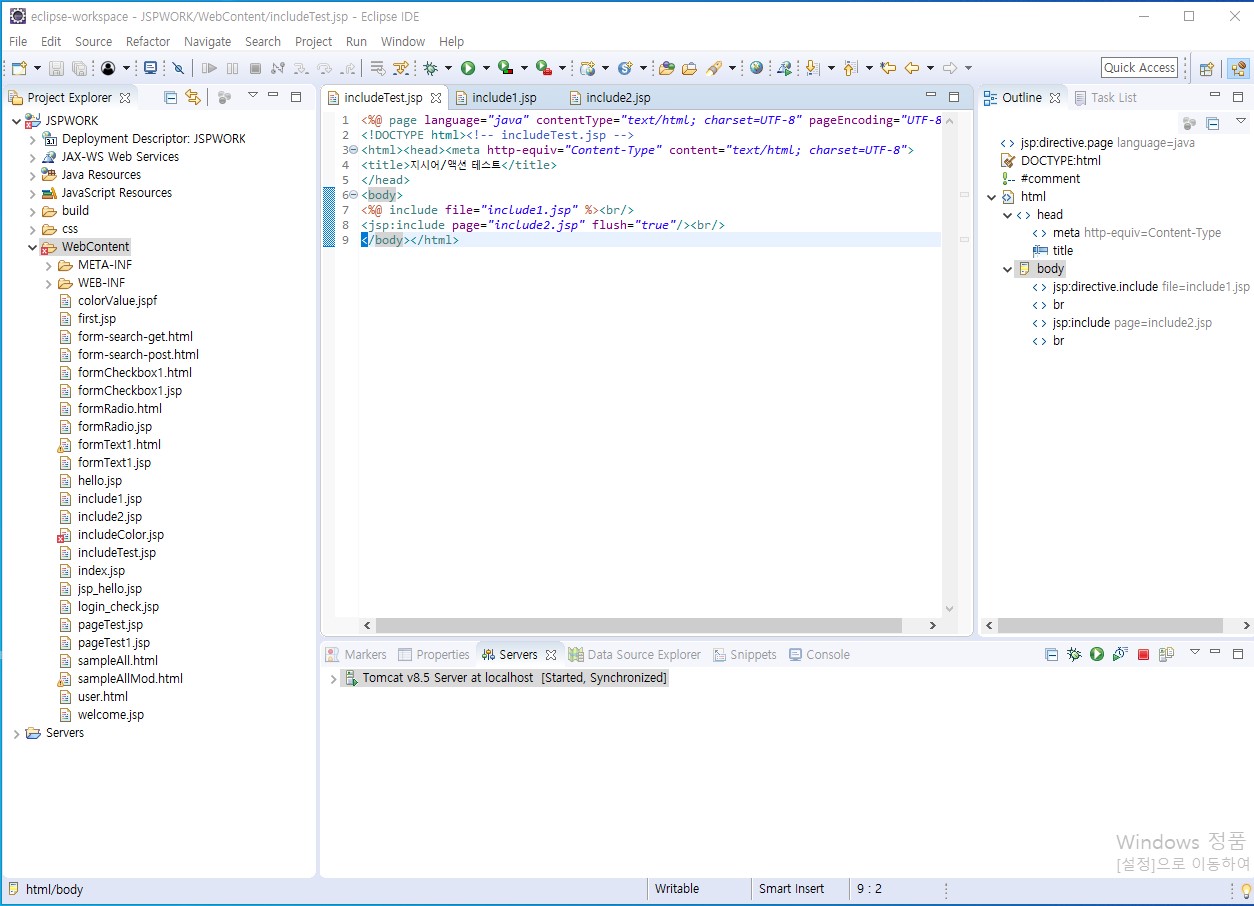 eclipse-workspace - JSPWORK/WebContent/includeTest.jsp - Eclipse IDE
File Edit Source Refactor Navigate Search Project Run Window Help
Quick Access
Project Explorer
JSPWORK
Deployment Descriptor: JSPWORK
JAX-WS Web Services
Java Resources
JavaScript Resources
build
css
WebContent
META-INF
WEB-INF
colorValue.jspf
first.jsp
form-search-get.html
form-search-post.html
formCheckbox1.html
formCheckbox1.jsp
formRadio.html
formRadio.jsp
formText1.html
formText1.jsp
hello.jsp
include1.jsp
include2.jsp
includeColor.jsp
includeTest.jsp
index.jsp
jsp_hello.jsp
login_check.jsp
pageTest.jsp
pageTest1.jsp
sampleAll.html
sampleAllMod.html
user.html
welcome.jsp
Servers
includeTest.jsp include1.jsp include2.jsp
1 <%@ page language="java" contentType="text/html; charset=UTF-8" pageEncoding="UTF-8
2 <!DOCTYPE html><!-- includeTest.jsp -->
3 <html><head><meta http-equiv="Content-Type" content="text/html; charset=UTF-8">
4 <title>지시어/액션 테스트</title>
5 </head>
6 <body>
7 <%@ include file="include1.jsp" %><br/>
8 <jsp:include page="include2.jsp" flush="true"/><br/>
9 </body></html>
Outline Task List
jsp:directive.page language=java
DOCTYPE:html
#comment
html
head
meta http-equiv=Content-Type
title
body
jsp:directive.include file=include1.jsp
br
jsp:include page=include2.jsp
br
Markers Properties Servers Data Source Explorer Snippets Console
Tomcat v8.5 Server at localhost [Started, Synchronized]
Windows 정품
[설정]으로 이동하여
html/body Writable Smart Insert 9 : 2